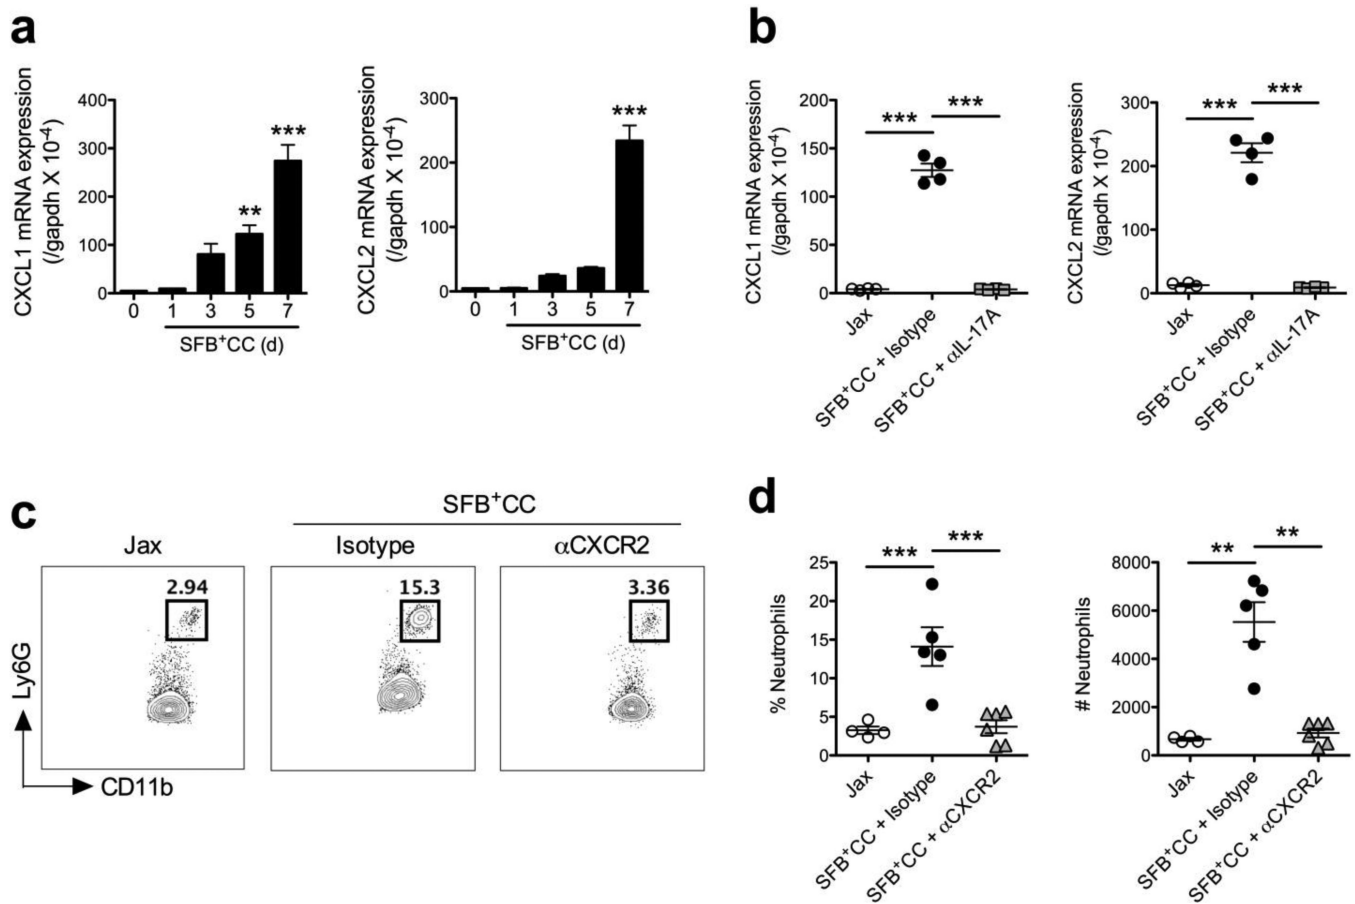 a
CXCL1 mRNA expression
(/gapdh X 10-4)
400
300
200
100
0
**
***
0 1 3 5 7
SFB+CC (d)
CXCL2 mRNA expression
(/gapdh X 10-4)
300
200
100
0
***
0 1 3 5 7
SFB+CC (d)
b
CXCL1 mRNA expression
(/gapdh X 10-4)
200
150
100
50
0
***
***
Jax
SFB+CC + Isotype
SFB+CC + αIL-17A
CXCL2 mRNA expression
(/gapdh X 10-4)
300
200
100
0
***
***
Jax
SFB+CC + Isotype
SFB+CC + αIL-17A
c
SFB+CC
Jax
Isotype
αCXCR2
2.94
15.3
3.36
Ly6G
CD11b
d
% Neutrophils
25
20
15
10
5
0
***
***
Jax
SFB+CC + Isotype
SFB+CC + αCXCR2
# Neutrophils
8000
6000
4000
2000
0
**
**
Jax
SFB+CC + Isotype
SFB+CC + αCXCR2